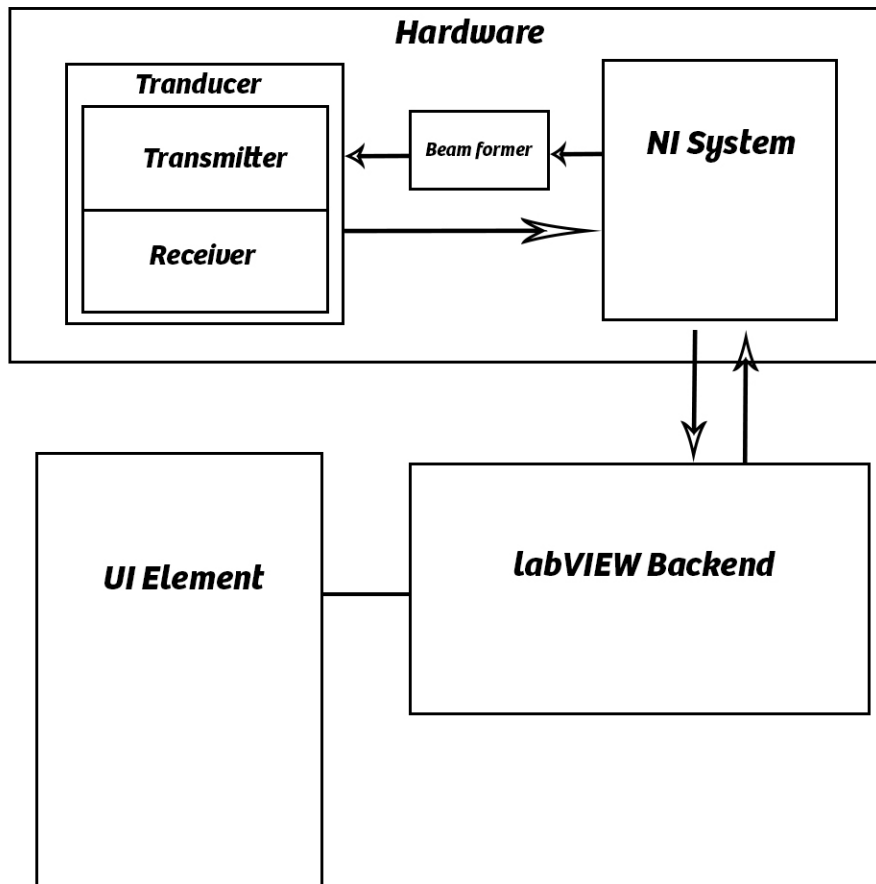 Hardware
Tranducer
Transmitter
Receiver
Beam former
NI System
UI Element
labVIEW Backend